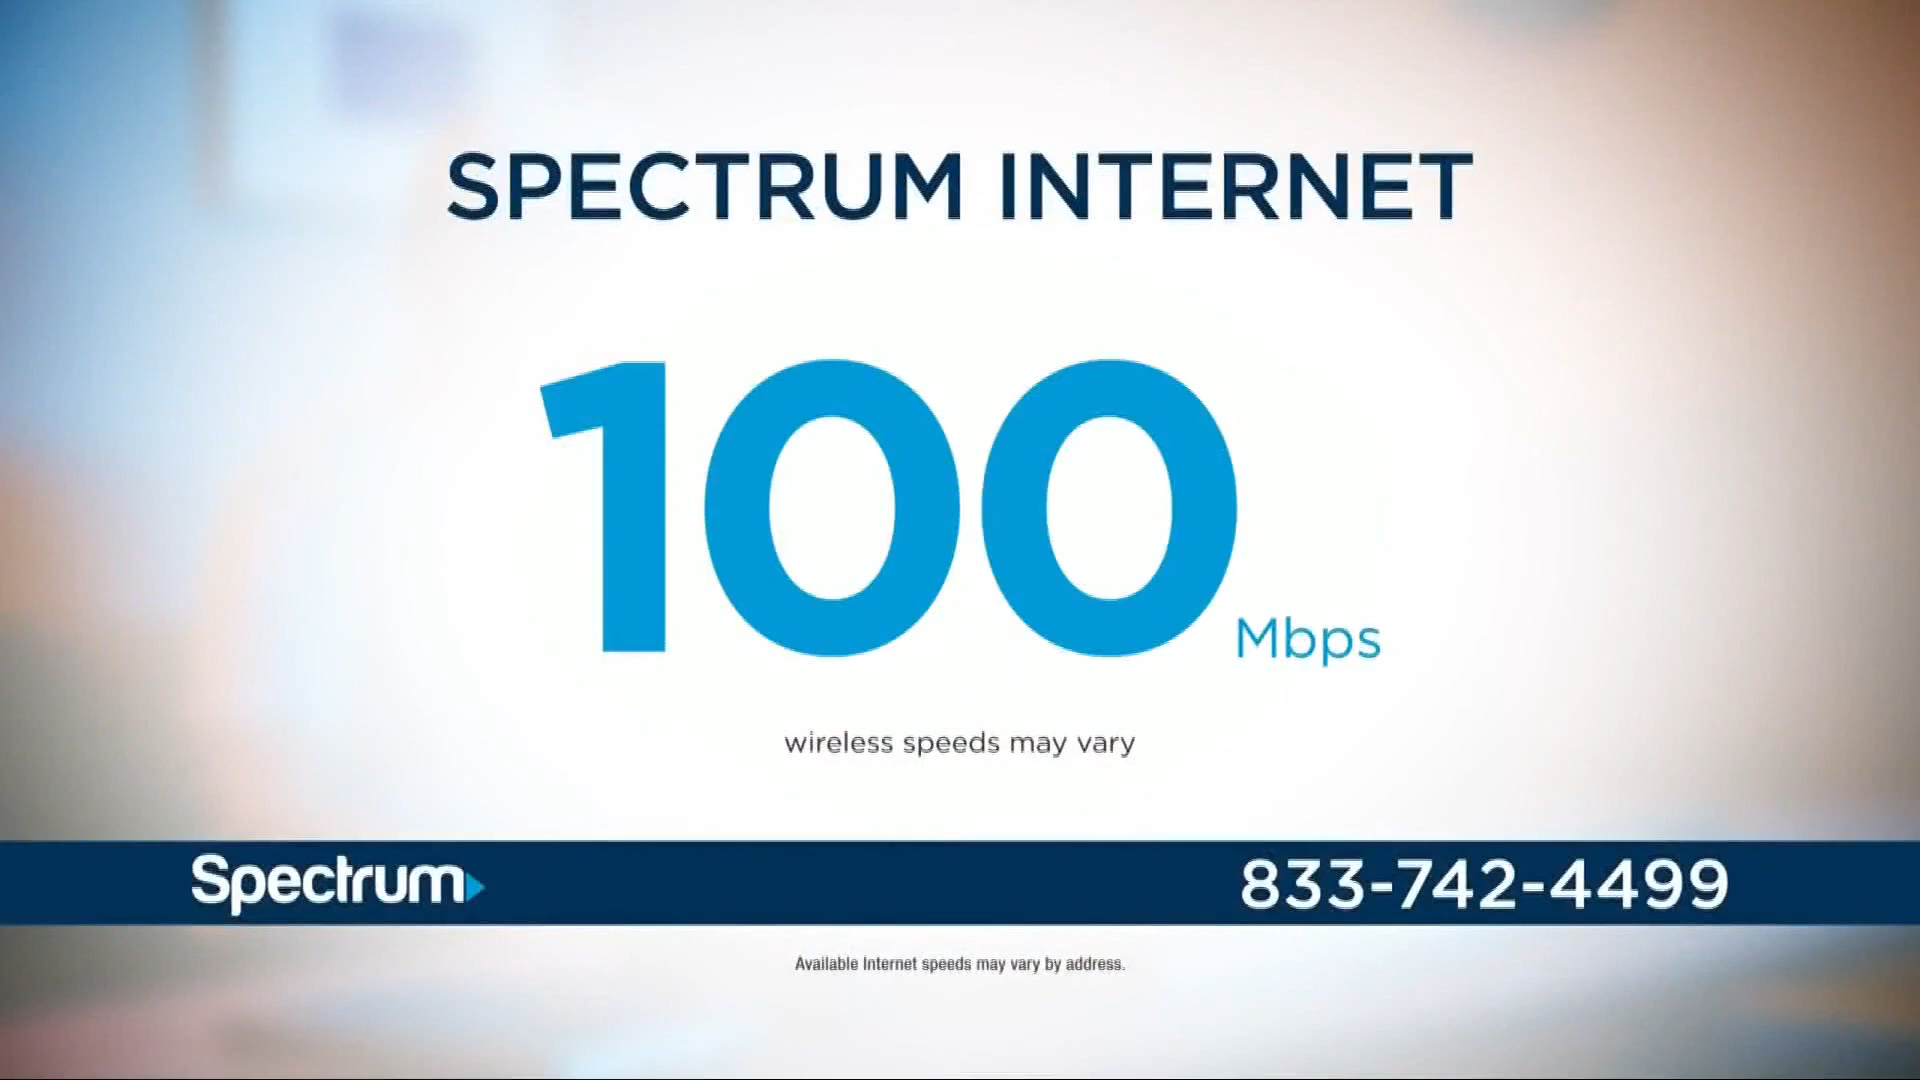 SPECTRUM INTERNET
100 Mbps
wireless speeds may vary
Spectrum
833-742-4499
Available Internet speeds may vary by address.